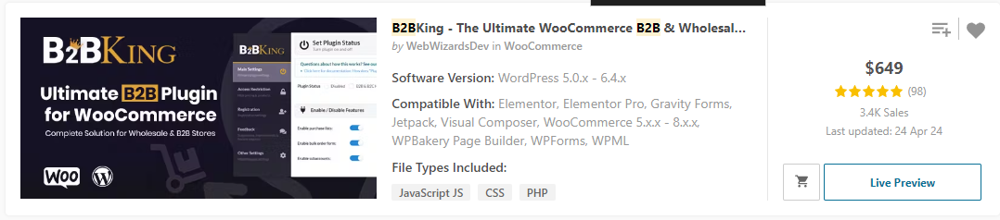 B2BKING
Ultimate B2B Plugin
for WooCommerce
Complete Solution for Wholesale & B2B Stores
WOO
B2BKING
Main Settings
Access Restriction
Registration
Feedback
Other Settings
Set Plugin Status
Turn plugin on and off
Questions about how this works? See our
Plugin Status
Disabled
Enable / Disable Features
Enable purchase lists:
Enable bulk order form:
Enable subaccounts:
B2BKing - The Ultimate WooCommerce B2B & Wholesal...
by WebWizardsDev in WooCommerce
Software Version: WordPress 5.0.x - 6.4.x
Compatible With: Elementor, Elementor Pro, Gravity Forms,
Jetpack, Visual Composer, WooCommerce 5.x.x - 8.x.x,
WPBakery Page Builder, WPForms, WPML
File Types Included:
JavaScript JS CSS PHP
$649
(98)
3.4K Sales
Last updated: 24 Apr 24
Live Preview